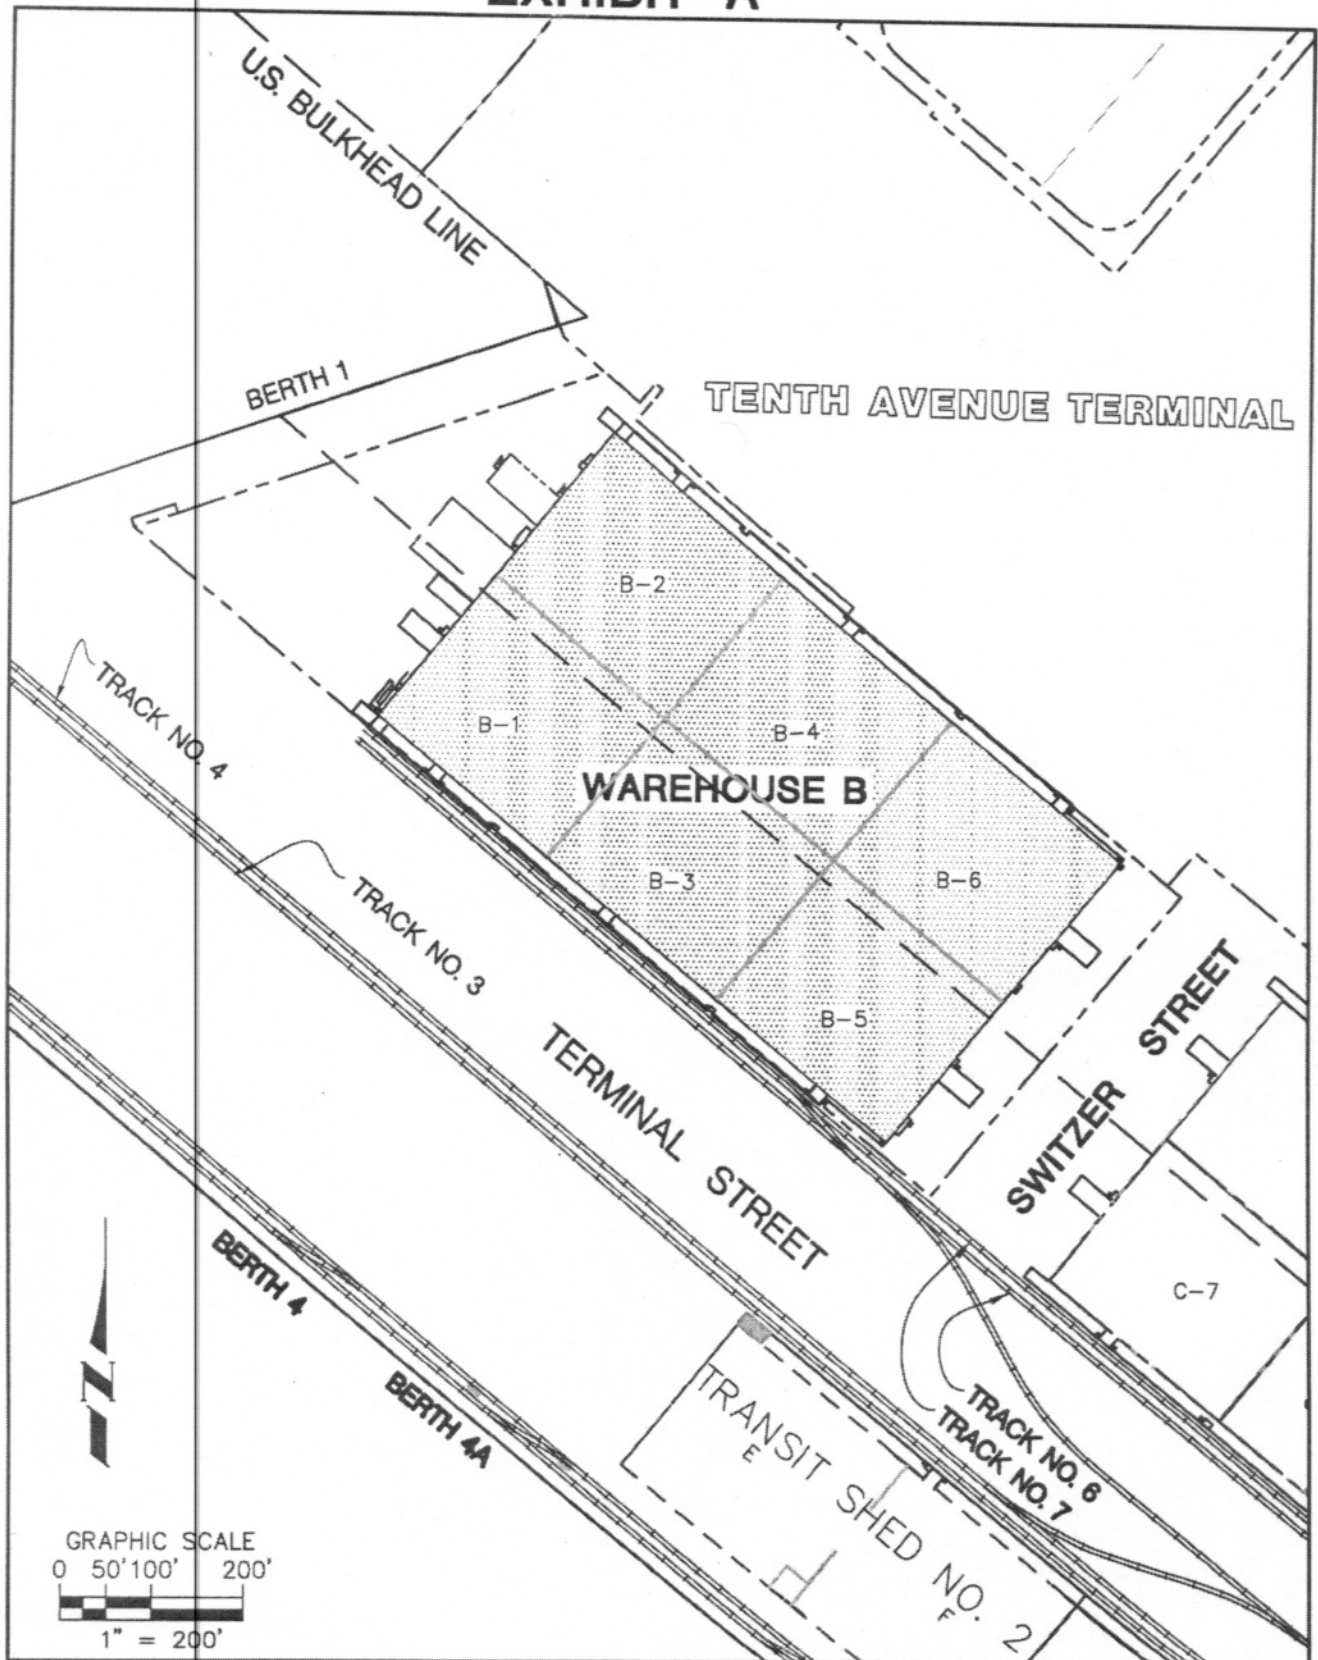 EXHIBIT "A"
U.S. BULKHEAD LINE
BERTH 1
TENTH AVENUE TERMINAL
B-2
B-1
B-4
WAREHOUSE B
B-3
B-6
B-5
TRACK NO. 4
TRACK NO. 3
TERMINAL STREET
SWITZER STREET
C-7
BERTH 4
BERTH 4A
N
TRACK NO. 6
TRACK NO. 7
TRANSIT SHED NO. 2
E
F
GRAPHIC SCALE
0 50' 100' 200'
1" = 200'